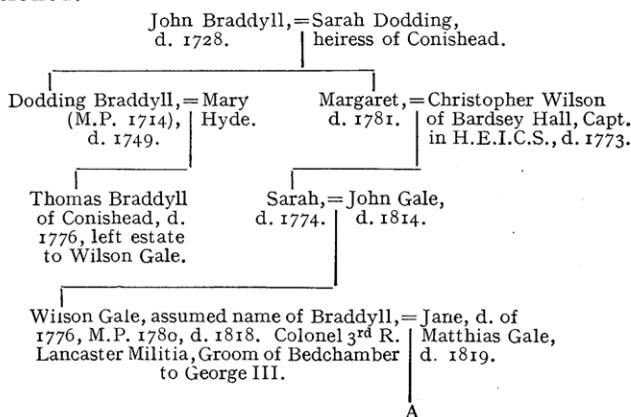 John Braddyll, = Sarah Dodding,
d. 1728. heiress of Conishead.
Dodding Braddyll, = Mary
(M.P. 1714), Hyde.
d. 1749.
Margaret, = Christopher Wilson
d. 1781. of Bardsey Hall, Capt.
in H.E.I.C.S., d. 1773.
Thomas Braddyll
of Conishead, d.
1776, left estate
to Wilson Gale.
Sarah, = John Gale,
d. 1774. d. 1814.
Wilson Gale, assumed name of Braddyll, = Jane, d. of
1776, M.P. 1780, d. 1818. Colonel 3rd R. Matthias Gale,
Lancaster Militia, Groom of Bedchamber d. 1819.
to George III.
A